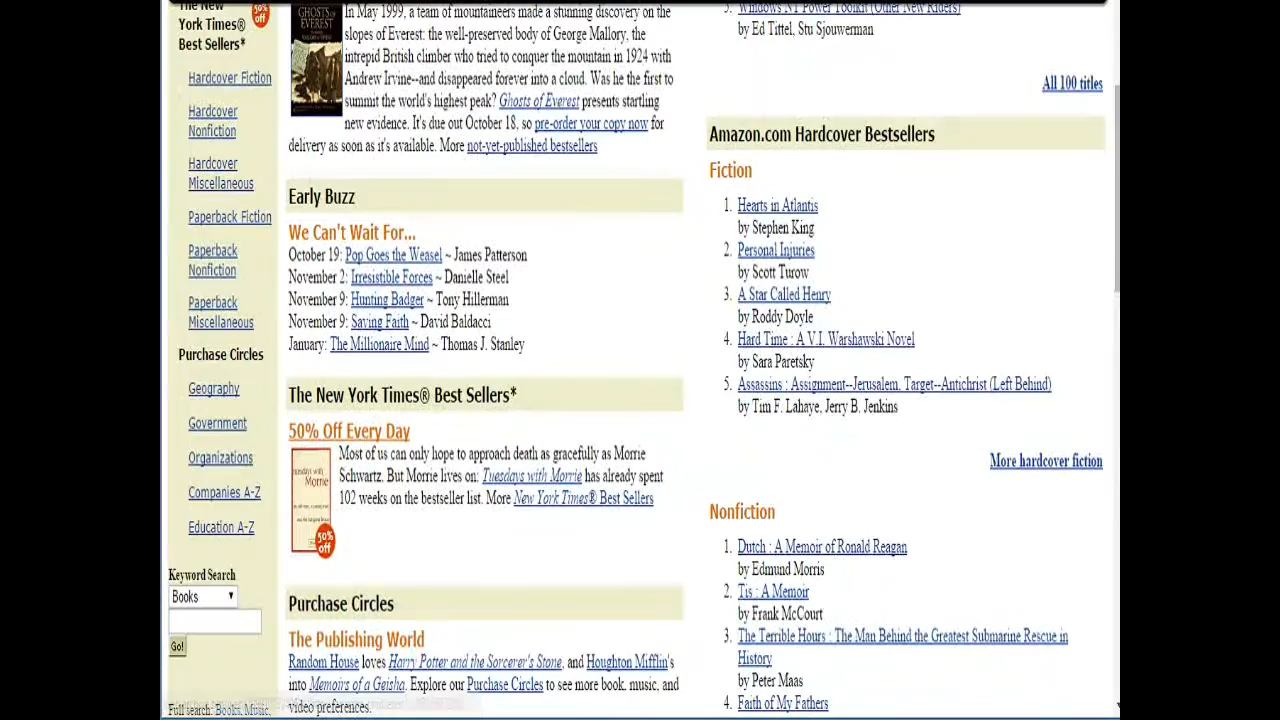 The New
50%
off
York Times®
Best Sellers*
Hardcover Fiction
Hardcover
Nonfiction
Hardcover
Miscellaneous
Paperback Fiction
Paperback
Nonfiction
Paperback
Miscellaneous
Purchase Circles
Geography
Government
Organizations
Companies A-Z
Education A-Z
Keyword Search
Books
Go!
Full search: Books, Music,
GHOSTS
OF
EVEREST
In May 1999, a team of mountaineers made a stunning discovery on the
slopes of Everest: the well-preserved body of George Mallory, the
intrepid British climber who tried to conquer the mountain in 1924 with
Andrew Irvine--and disappeared forever into a cloud. Was he the first to
summit the world's highest peak? Ghosts of Everest presents startling
new evidence. It's due out October 18, so pre-order your copy now for
delivery as soon as it's available. More not-yet-published bestsellers
Early Buzz
We Can't Wait For...
October 19: Pop Goes the Weasel ~ James Patterson
November 2: Irresistible Forces ~ Danielle Steel
November 9: Hunting Badger ~ Tony Hillerman
November 9: Saving Faith ~ David Baldacci
January: The Millionaire Mind ~ Thomas J. Stanley
The New York Times® Best Sellers*
50% Off Every Day
Most of us can only hope to approach death as gracefully as Morrie
Schwartz. But Morrie lives on: Tuesdays with Morrie has already spent
102 weeks on the bestseller list. More New York Times® Best Sellers
tuesdays with
Morrie
50%
off
Purchase Circles
The Publishing World
Random House loves Harry Potter and the Sorcerer's Stone, and Houghton Mifflin's
into Memoirs of a Geisha. Explore our Purchase Circles to see more book, music, and
video preferences.
5. Windows NT Power Toolkit (Other New Riders)
by Ed Tittel, Stu Sjouwerman
All 100 titles
Amazon.com Hardcover Bestsellers
Fiction
1. Hearts in Atlantis
by Stephen King
2. Personal Injuries
by Scott Turow
3. A Star Called Henry
by Roddy Doyle
4. Hard Time : A V.I. Warshawski Novel
by Sara Paretsky
5. Assassins : Assignment--Jerusalem, Target--Antichrist (Left Behind)
by Tim F. Lahaye, Jerry B. Jenkins
More hardcover fiction
Nonfiction
1. Dutch : A Memoir of Ronald Reagan
by Edmund Morris
2. Tis : A Memoir
by Frank McCourt
3. The Terrible Hours : The Man Behind the Greatest Submarine Rescue in
History
by Peter Maas
4. Faith of My Fathers